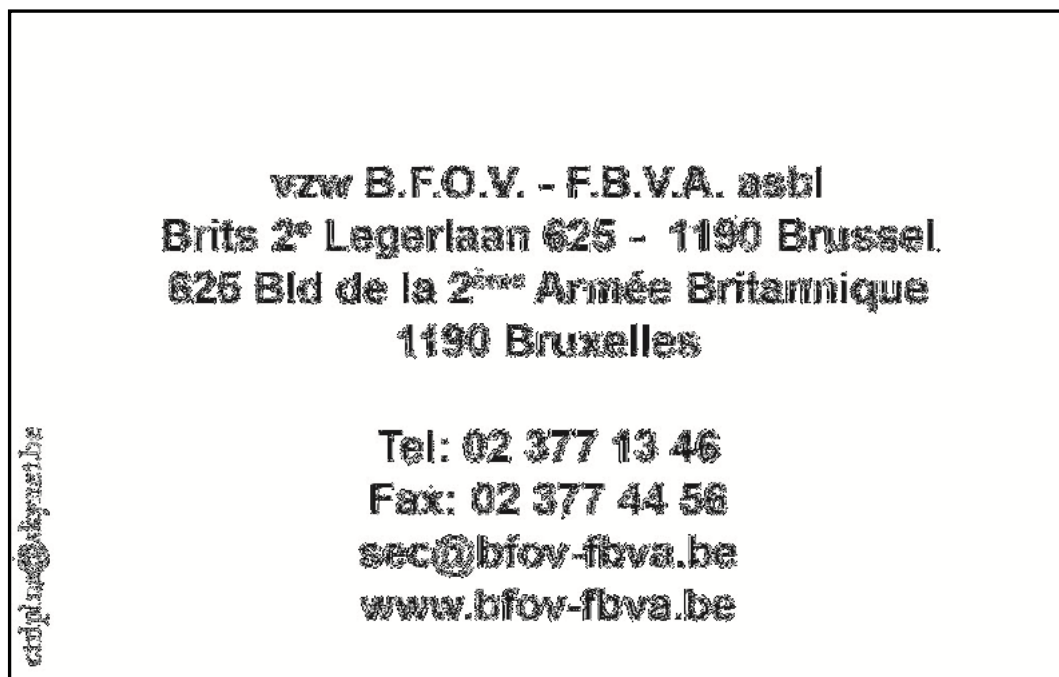 vzw B.F.O.V. - F.B.V.A. asbl
Brits 2e Legerlaan 625 - 1190 Brussel.
625 Bld de la 2ème Armée Britannique
1190 Bruxelles
Tel: 02 377 13 46
Fax: 02 377 44 56
sec@bfov-fbva.be
www.bfov-fbva.be